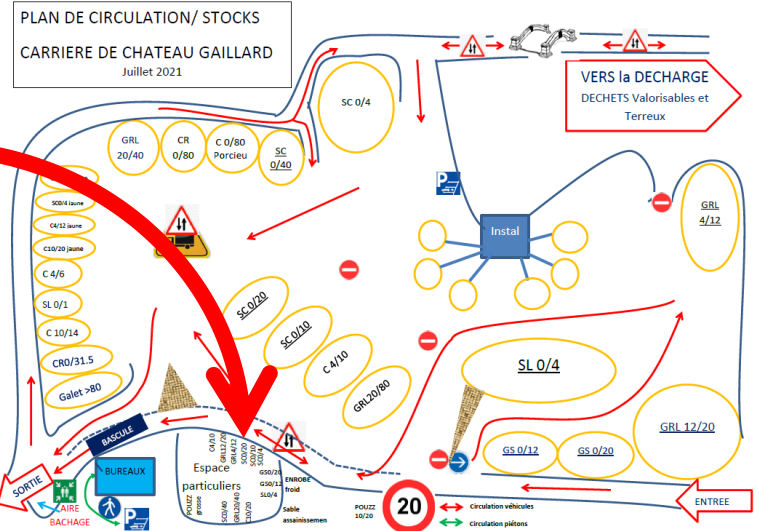 PLAN DE CIRCULATION/ STOCKS
CARRIERE DE CHATEAU GAILLARD
Juillet 2021
VERS la DECHARGE
DECHETS Valorisables et
Terreux
SC 0/4
GRL
20/40
CR
0/80
C 0/80
Porcieu
SC
0/40
SC0/4 jaune
C4/12 jaune
C10/20 jaune
C 4/6
SL 0/1
C 10/14
CR0/31.5
Galet >80
GRL
4/12
Instal
SC 0/20
SC 0/10
C 4/10
GRL20/80
SL 0/4
GRL 12/20
GS 0/12
GS 0/20
BASCULE
BUREAUX
SORTIE
AIRE
BACHAGE
P
P
Espace
particuliers
C4/10
GRL12/20
GRL4/12
SC0/20
SC0/10
SC0/4
POUZZ
grosse
SC0/40
GRL20/40
C10/20
GS0/20
GS0/12
SL0/4
ENROBE
froid
Sable
assainissemen
POUZZ
10/20
20
Circulation véhicules
Circulation piétons
ENTREE